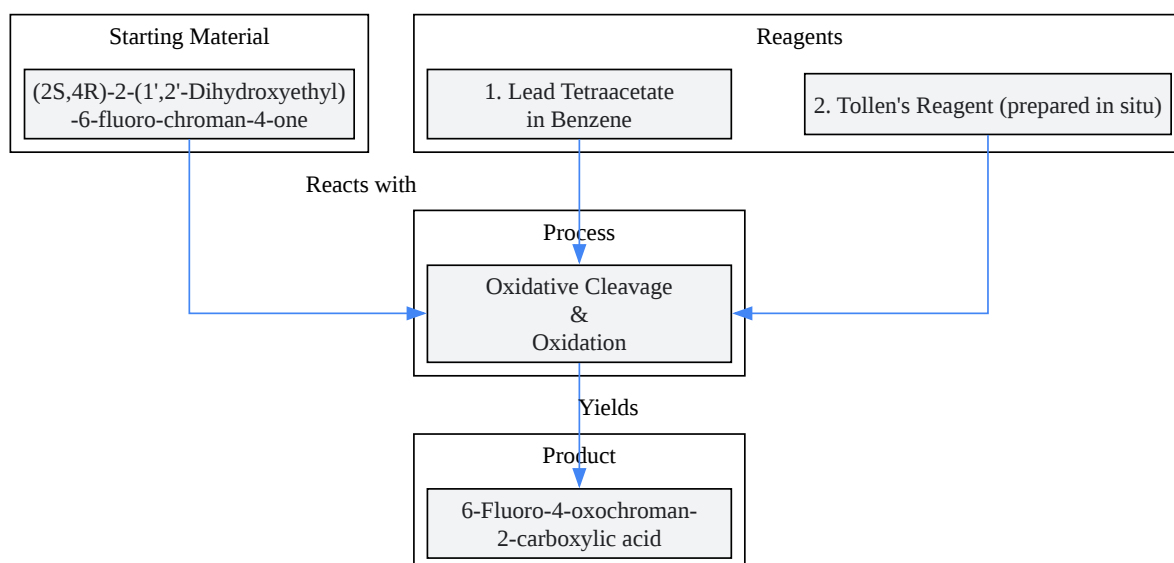 Starting Material
(2S,4R)-2-(1',2'-Dihydroxyethyl)
-6-fluoro-chroman-4-one
Reagents
1. Lead Tetraacetate
in Benzene
2. Tollen's Reagent (prepared in situ)
Reacts with
Process
Oxidative Cleavage
&
Oxidation
Yields
Product
6-Fluoro-4-oxochroman-
2-carboxylic acid